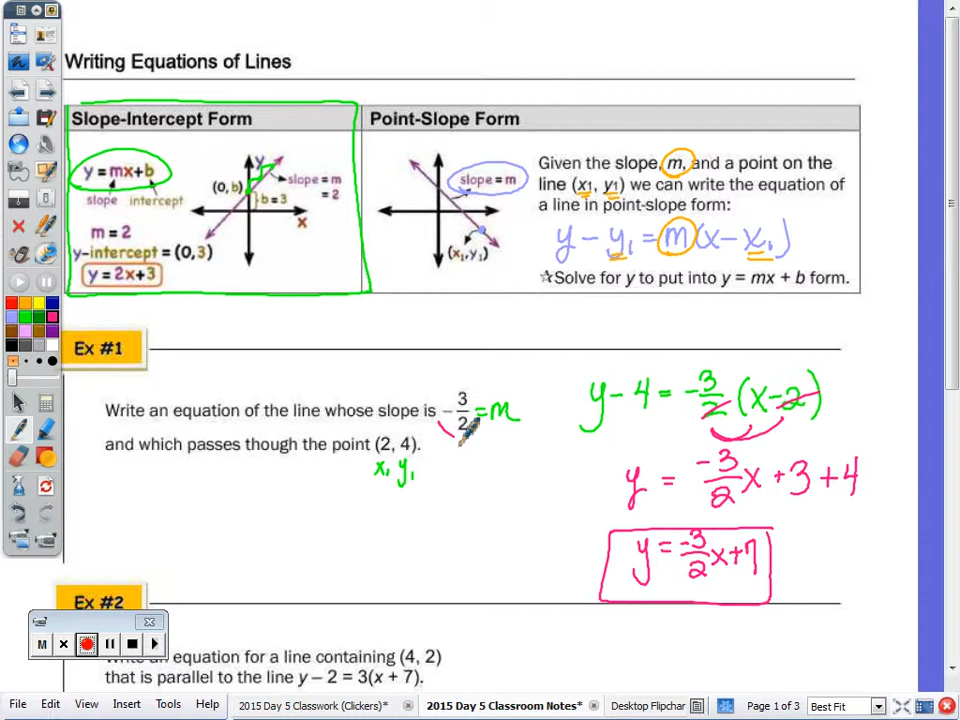 Writing Equations of Lines
Slope-Intercept Form
y = mx+b
slope intercept
m = 2
y-intercept = (0,3)
y = 2x+3
y
(0,b)
slope=m
= 2
b = 3
x
Point-Slope Form
slope=m
(x₁,y₁)
Given the slope, m, and a point on the
line (x₁, y₁) we can write the equation of
a line in point-slope form:
y - y₁ = m(x - x₁)
☆Solve for y to put into y = mx + b form.
Ex #1
Write an equation of the line whose slope is -3/2 = m
and which passes though the point (2, 4).
x₁ y₁
y - 4 = -3/2 (x - 2)
y = -3/2 x + 3 + 4
y = -3/2 x + 7
Ex #2
Write an equation for a line containing (4, 2)
that is parallel to the line y – 2 = 3(x + 7).
M
File Edit View Insert Tools Help
2015 Day 5 Classwork (Clickers)*
2015 Day 5 Classroom Notes*
Desktop Flipchar
Page 1 of 3
Best Fit